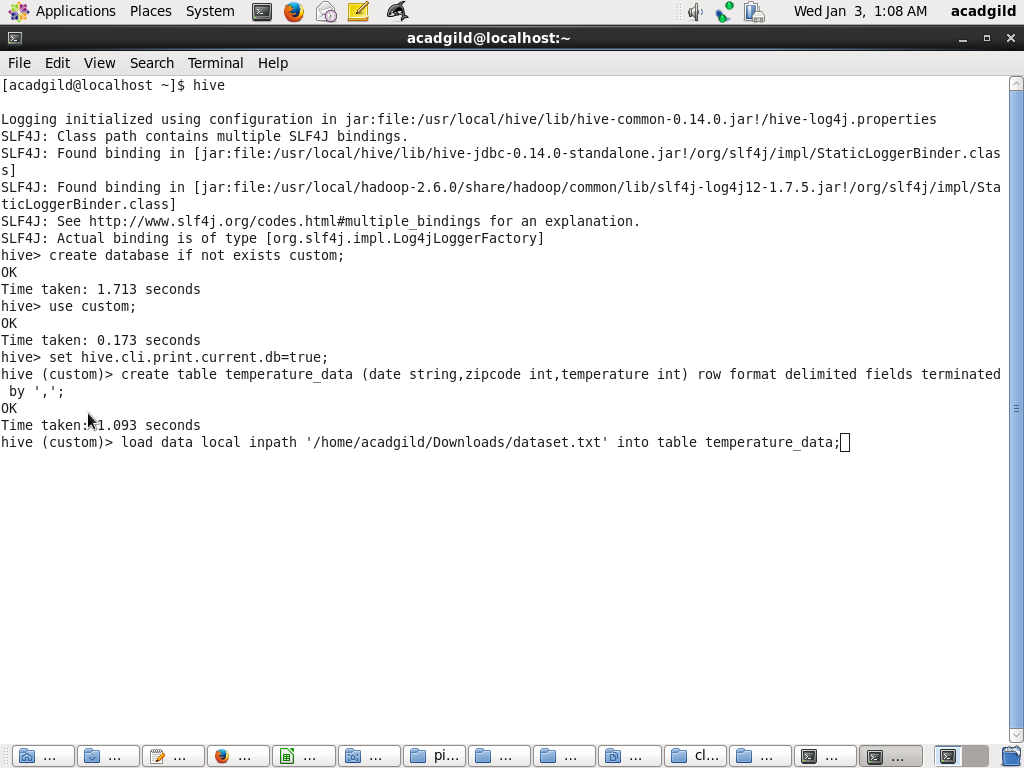 Applications Places System Wed Jan 3, 1:08 AM acadgild
acadgild@localhost:~
File Edit View Search Terminal Help
[acadgild@localhost ~]$ hive
Logging initialized using configuration in jar:file:/usr/local/hive/lib/hive-common-0.14.0.jar!/hive-log4j.properties
SLF4J: Class path contains multiple SLF4J bindings.
SLF4J: Found binding in [jar:file:/usr/local/hive/lib/hive-jdbc-0.14.0-standalone.jar!/org/slf4j/impl/StaticLoggerBinder.clas
s]
SLF4J: Found binding in [jar:file:/usr/local/hadoop-2.6.0/share/hadoop/common/lib/slf4j-log4j12-1.7.5.jar!/org/slf4j/impl/Sta
ticLoggerBinder.class]
SLF4J: See http://www.slf4j.org/codes.html#multiple_bindings for an explanation.
SLF4J: Actual binding is of type [org.slf4j.impl.Log4jLoggerFactory]
hive> create database if not exists custom;
OK
Time taken: 1.713 seconds
hive> use custom;
OK
Time taken: 0.173 seconds
hive> set hive.cli.print.current.db=true;
hive (custom)> create table temperature_data (date string,zipcode int,temperature int) row format delimited fields terminated
by ',';
OK
Time taken: 1.093 seconds
hive (custom)> load data local inpath '/home/acadgild/Downloads/dataset.txt' into table temperature_data;
... ... ... ... ... ... pi... ... ... ... cl... ... ... ...